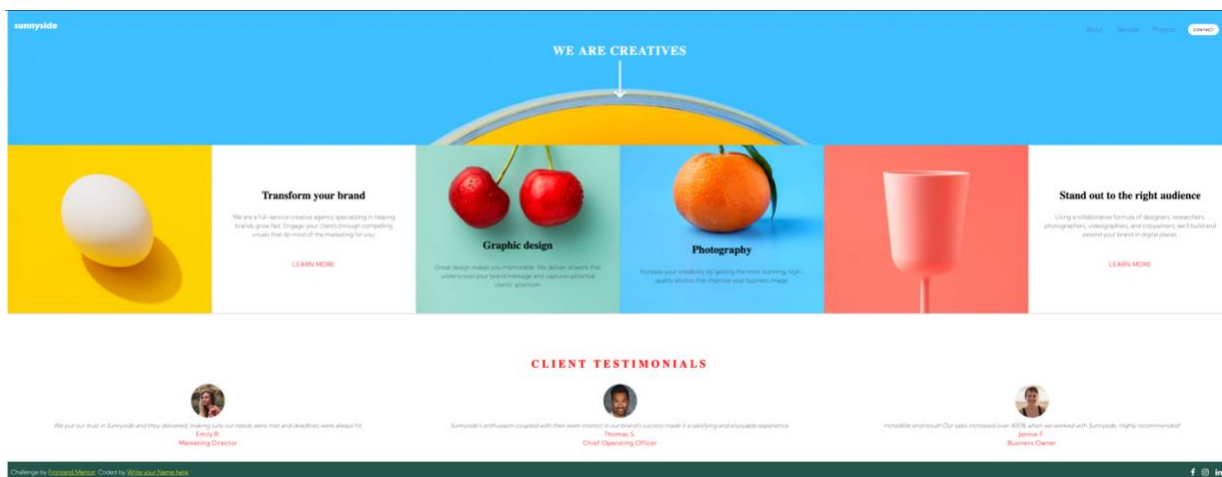 sunnyside
About Services Projects CONTACT
WE ARE CREATIVES
Transform your brand
We are a full-service creative agency specializing in helping
brands grow fast. Engage your clients through compelling
visuals that do most of the marketing for you.
LEARN MORE
Graphic design
Great design makes you memorable. We deliver artwork that
underscores your brand message and captures potential
clients' attention.
Photography
Increase your credibility by getting the most stunning, high-
quality photos that improve your business image.
Stand out to the right audience
Using a collaborative formula of designers, researchers,
photographers, videographers, and copywriters, we'll build and
extend your brand in digital places.
LEARN MORE
CLIENT TESTIMONIALS
We put our trust in Sunnyside and they delivered, making sure our needs were met and deadlines were always hit.
Emily R.
Marketing Director
Sunnyside's enthusiasm coupled with their keen interest in our brand's success made it a satisfying and enjoyable experience.
Thomas S.
Chief Operating Officer
Incredible end result! Our sales increased over 400% when we worked with Sunnyside. Highly recommended!
Jennie F.
Business Owner
Challenge by Frontend Mentor. Coded by Write your Name here.